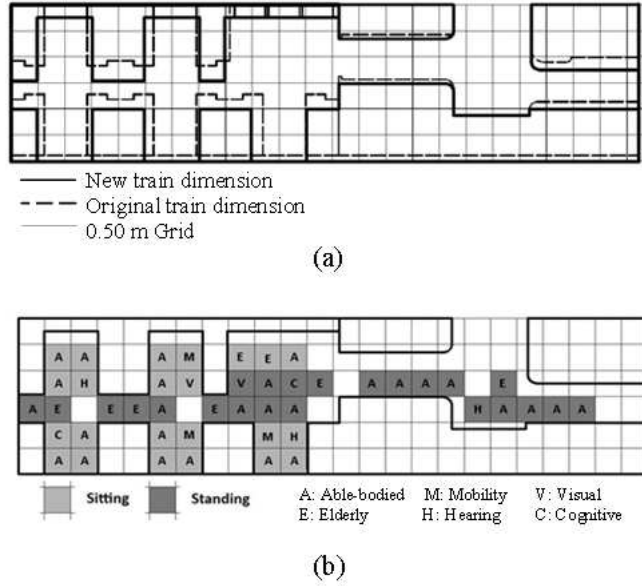 New train dimension
Original train dimension
0.50 m Grid
(a)
A A A M E E A
A H A V V A C E A A A A E
A E E E A E A A A H A A A A
C A A M M H
A A A A A A
Sitting Standing A: Able-bodied M: Mobility V: Visual
E: Elderly H: Hearing C: Cognitive
(b)